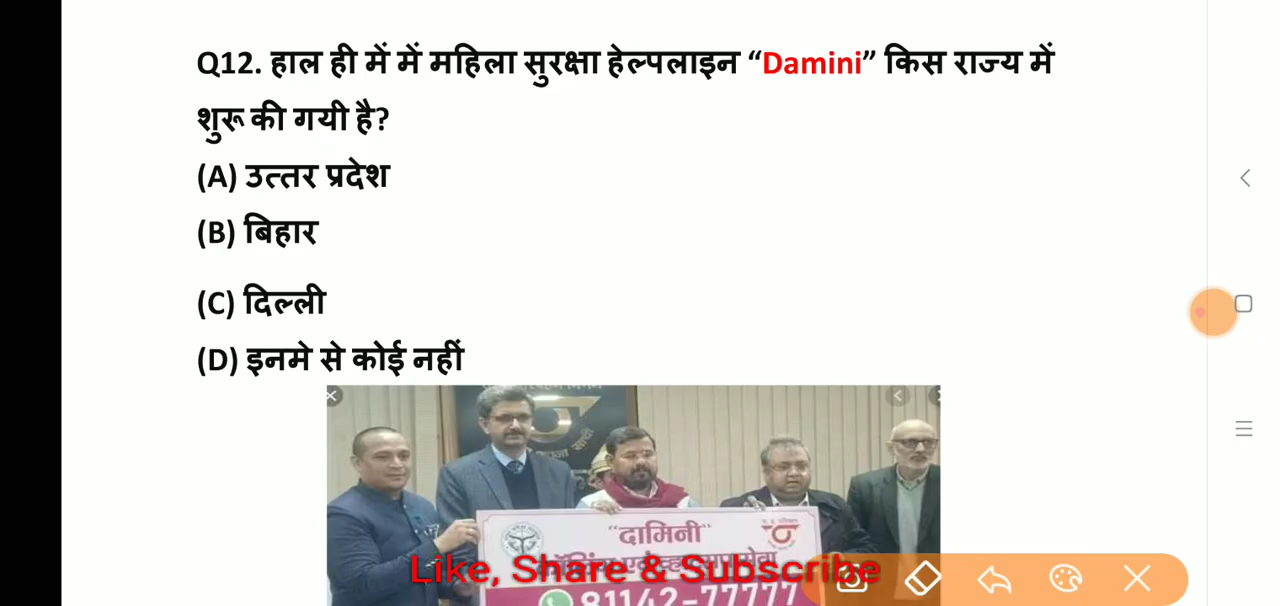 Q12. हाल ही में में महिला सुरक्षा हेल्पलाइन “Damini” किस राज्य में
शुरू की गयी है?
(A) उत्तर प्रदेश
(B) बिहार
(C) दिल्ली
(D) इनमे से कोई नहीं
“दामिनी”
Like, Share & Subscribe
81142-77777